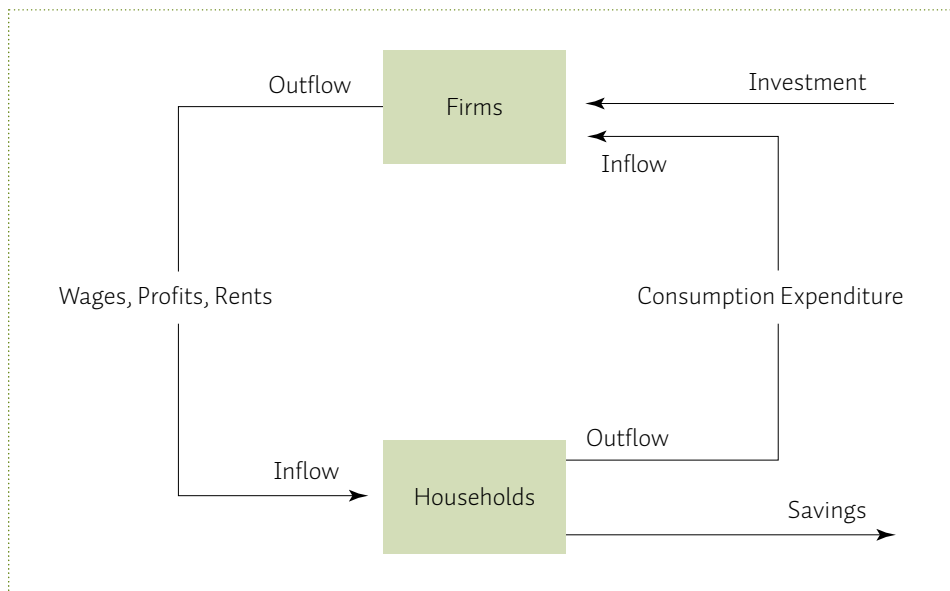 Outflow
Firms
Investment
Inflow
Wages, Profits, Rents
Consumption Expenditure
Outflow
Inflow
Households
Savings